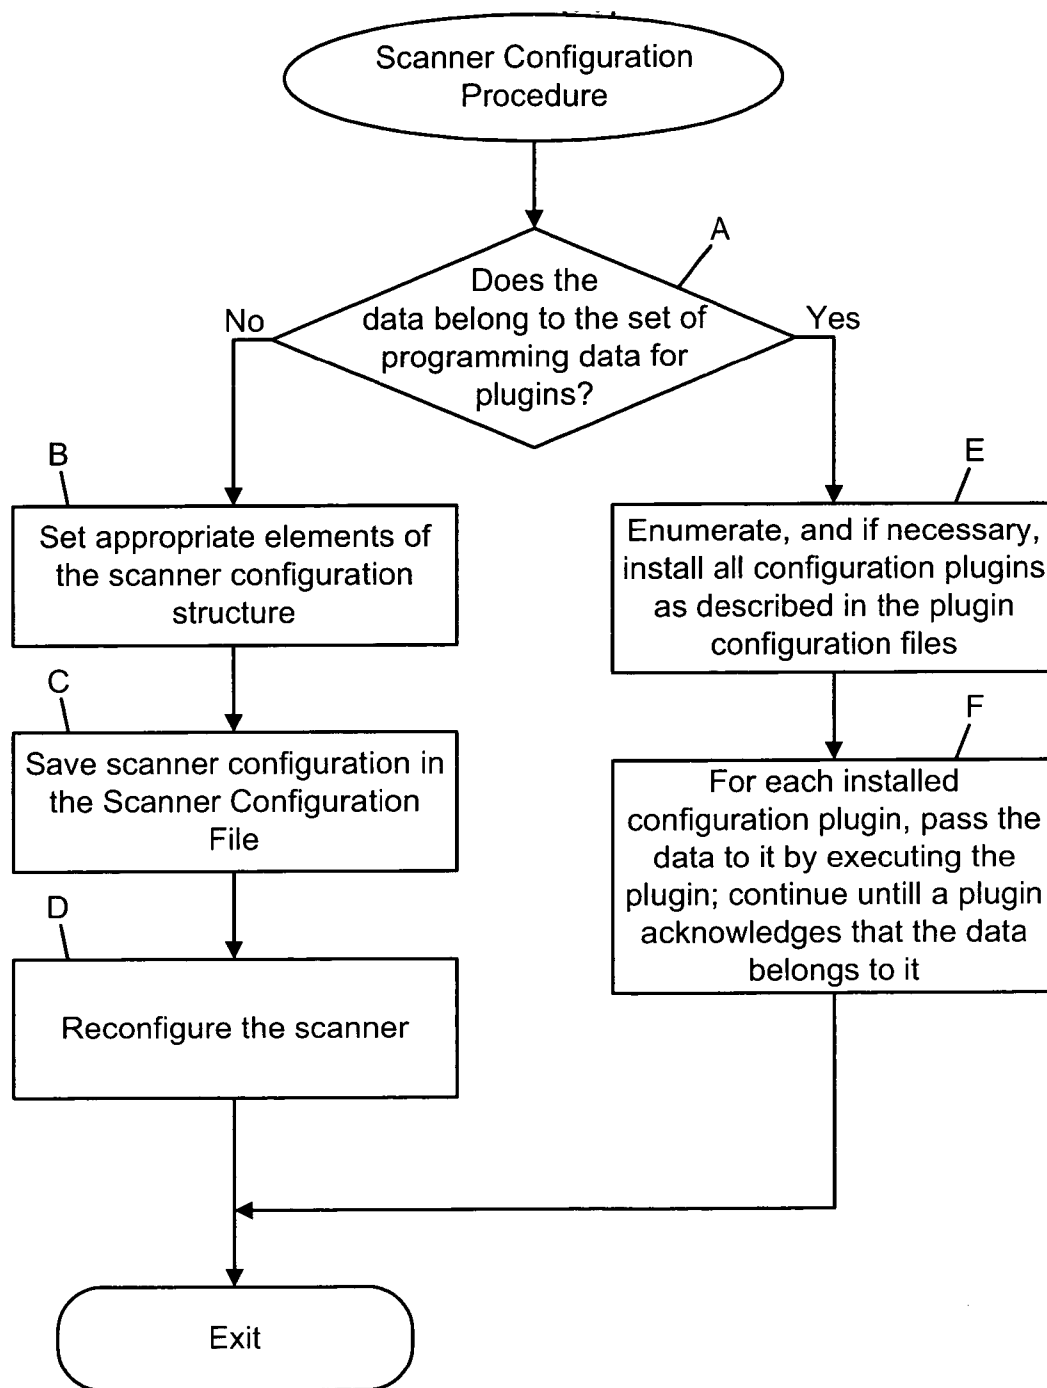 Scanner Configuration
Procedure
A
Does the
data belong to the set of
programming data for
plugins?
No
Yes
B
Set appropriate elements of
the scanner configuration
structure
C
Save scanner configuration in
the Scanner Configuration
File
D
Reconfigure the scanner
E
Enumerate, and if necessary,
install all configuration plugins
as described in the plugin
configuration files
F
For each installed
configuration plugin, pass the
data to it by executing the
plugin; continue untill a plugin
acknowledges that the data
belongs to it
Exit